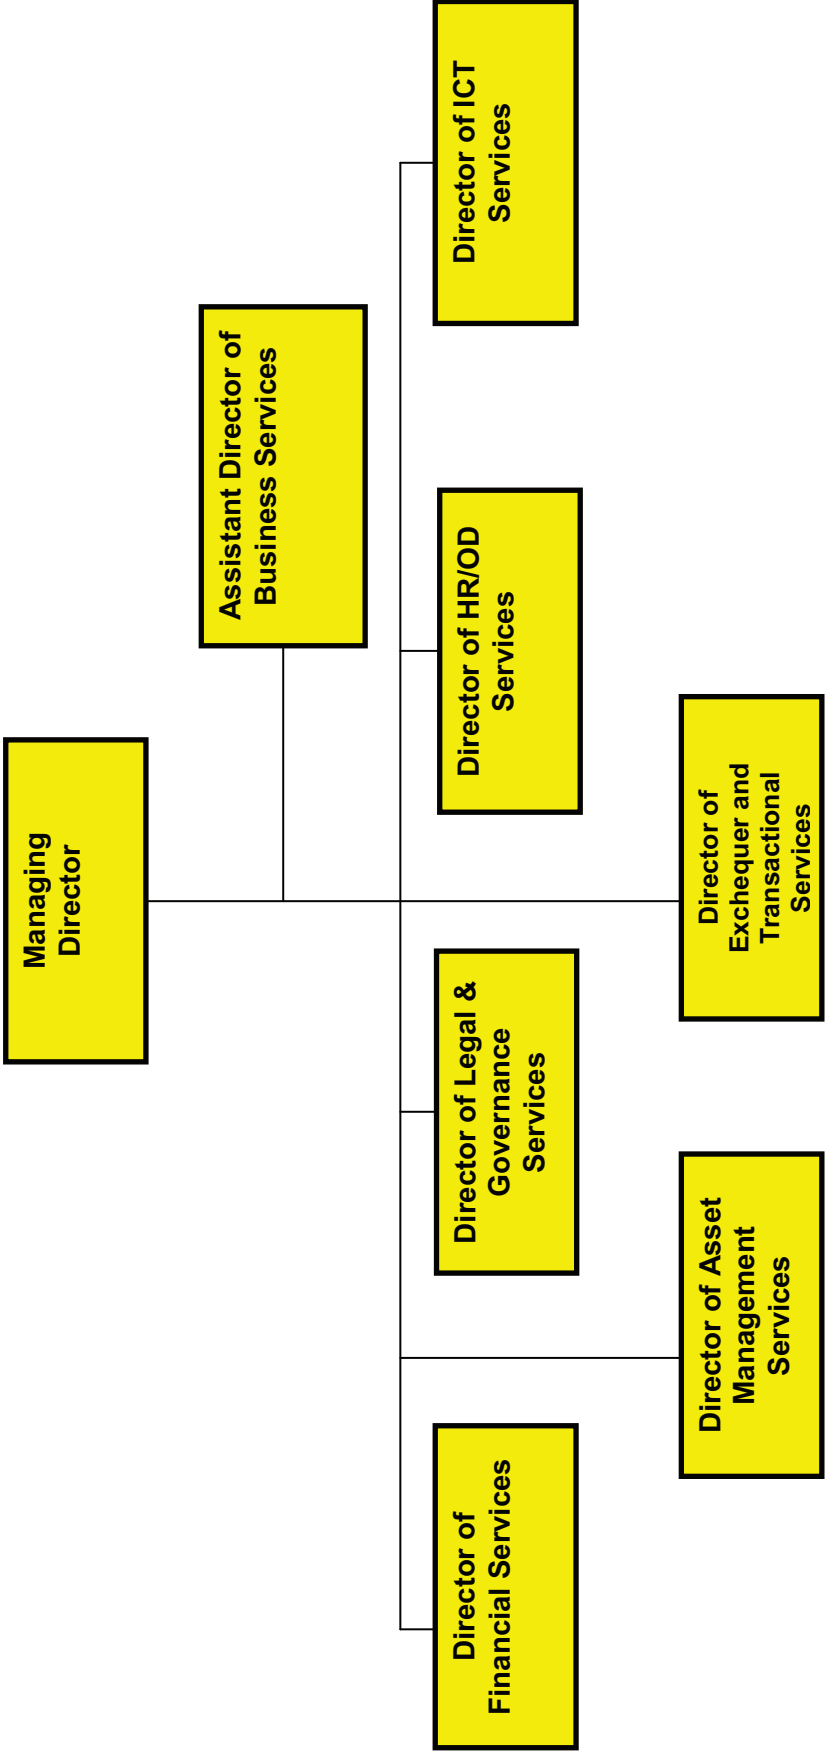 Managing
Director
Assistant Director of
Business Services
Director of
Financial Services
Director of Legal &
Governance
Services
Director of HR/OD
Services
Director of ICT
Services
Director of Asset
Management
Services
Director of
Exchequer and
Transactional
Services